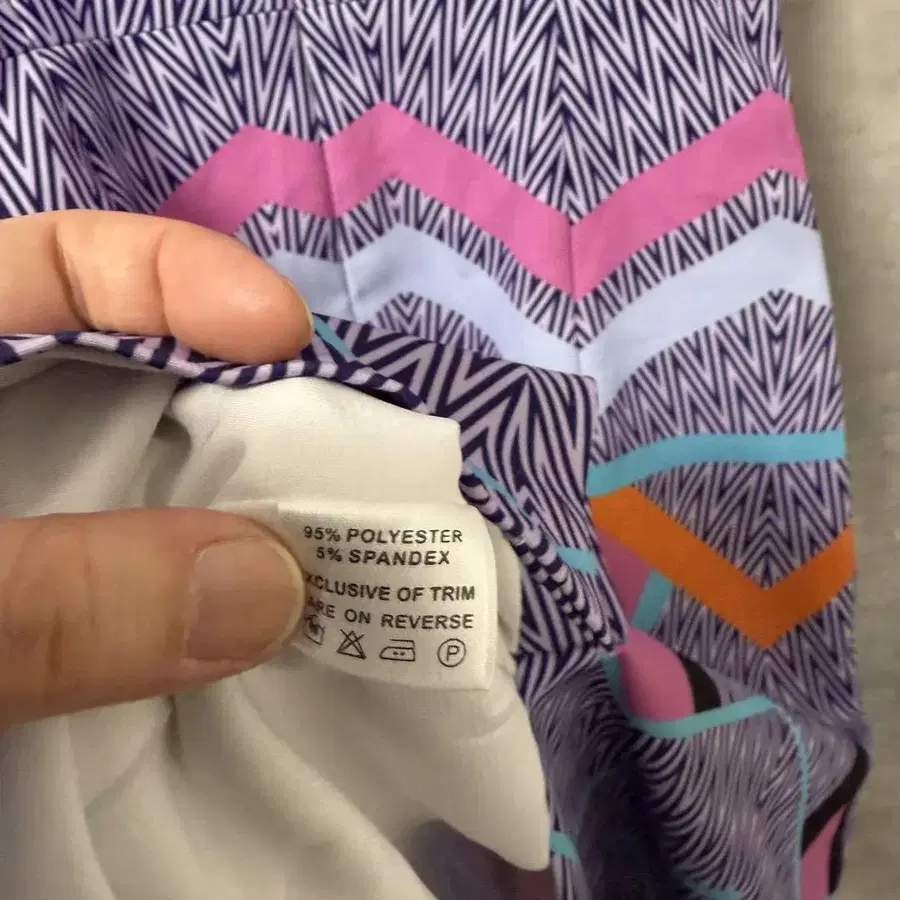 95% POLYESTER
5% SPANDEX
XCLUSIVE OF TRIM
ARE ON REVERSE
P